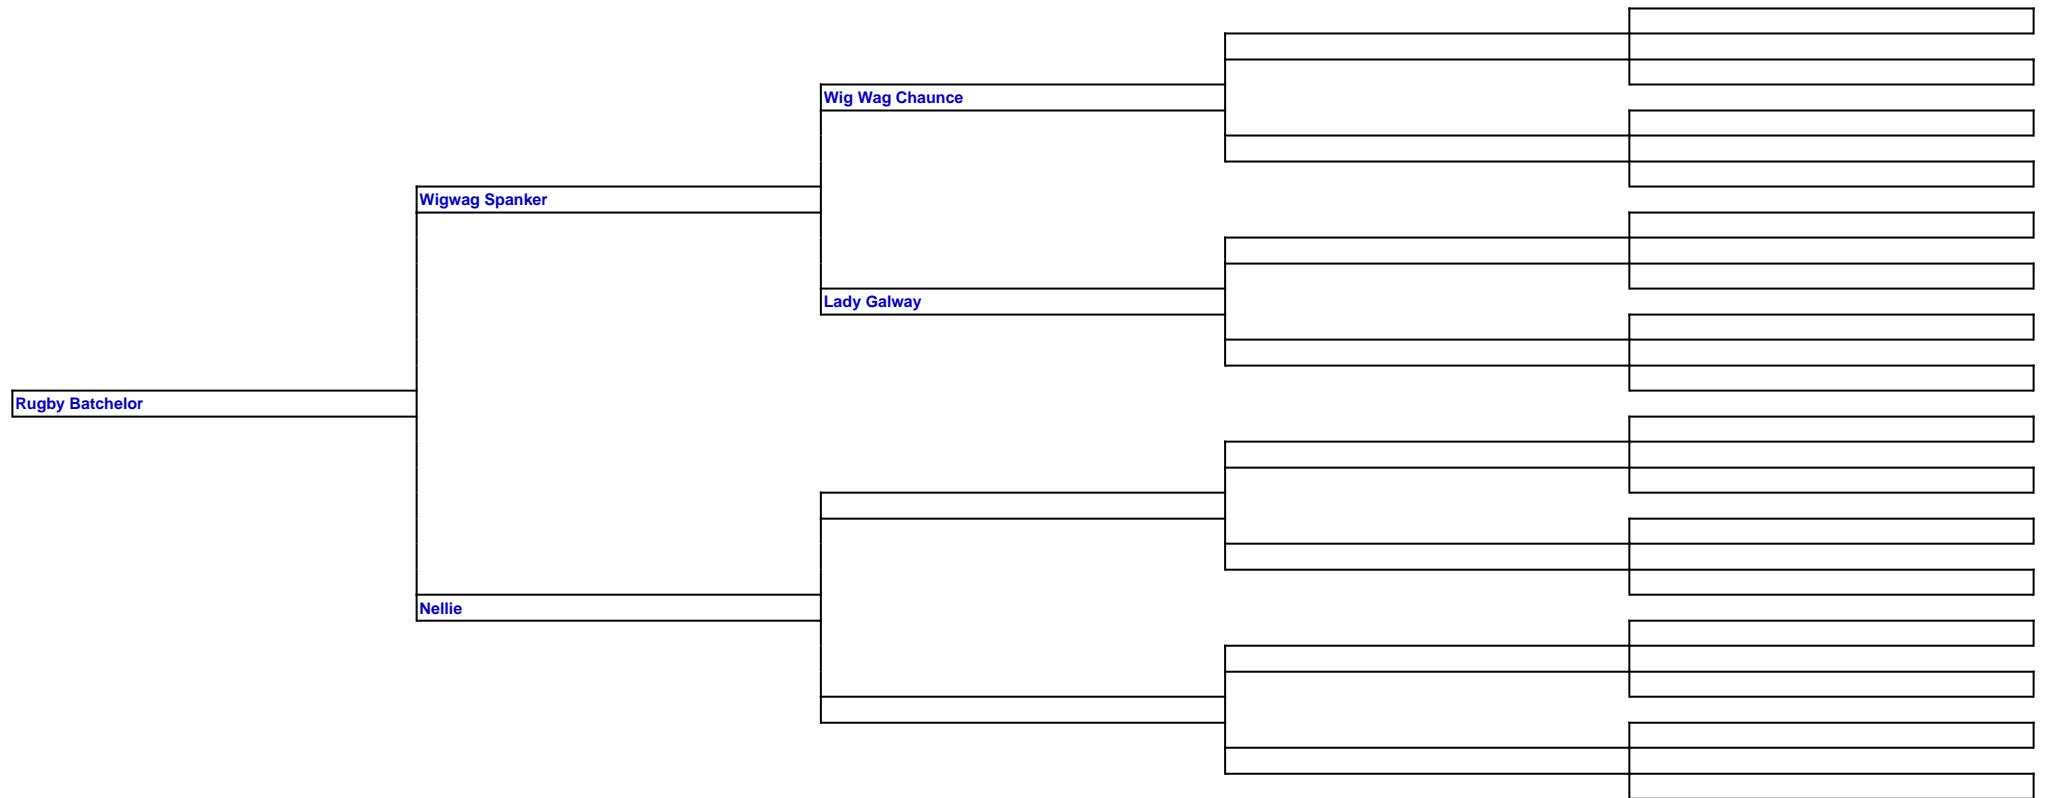 Wig Wag Chaunce
Wigwag Spanker
Lady Galway
Rugby Batchelor
Nellie